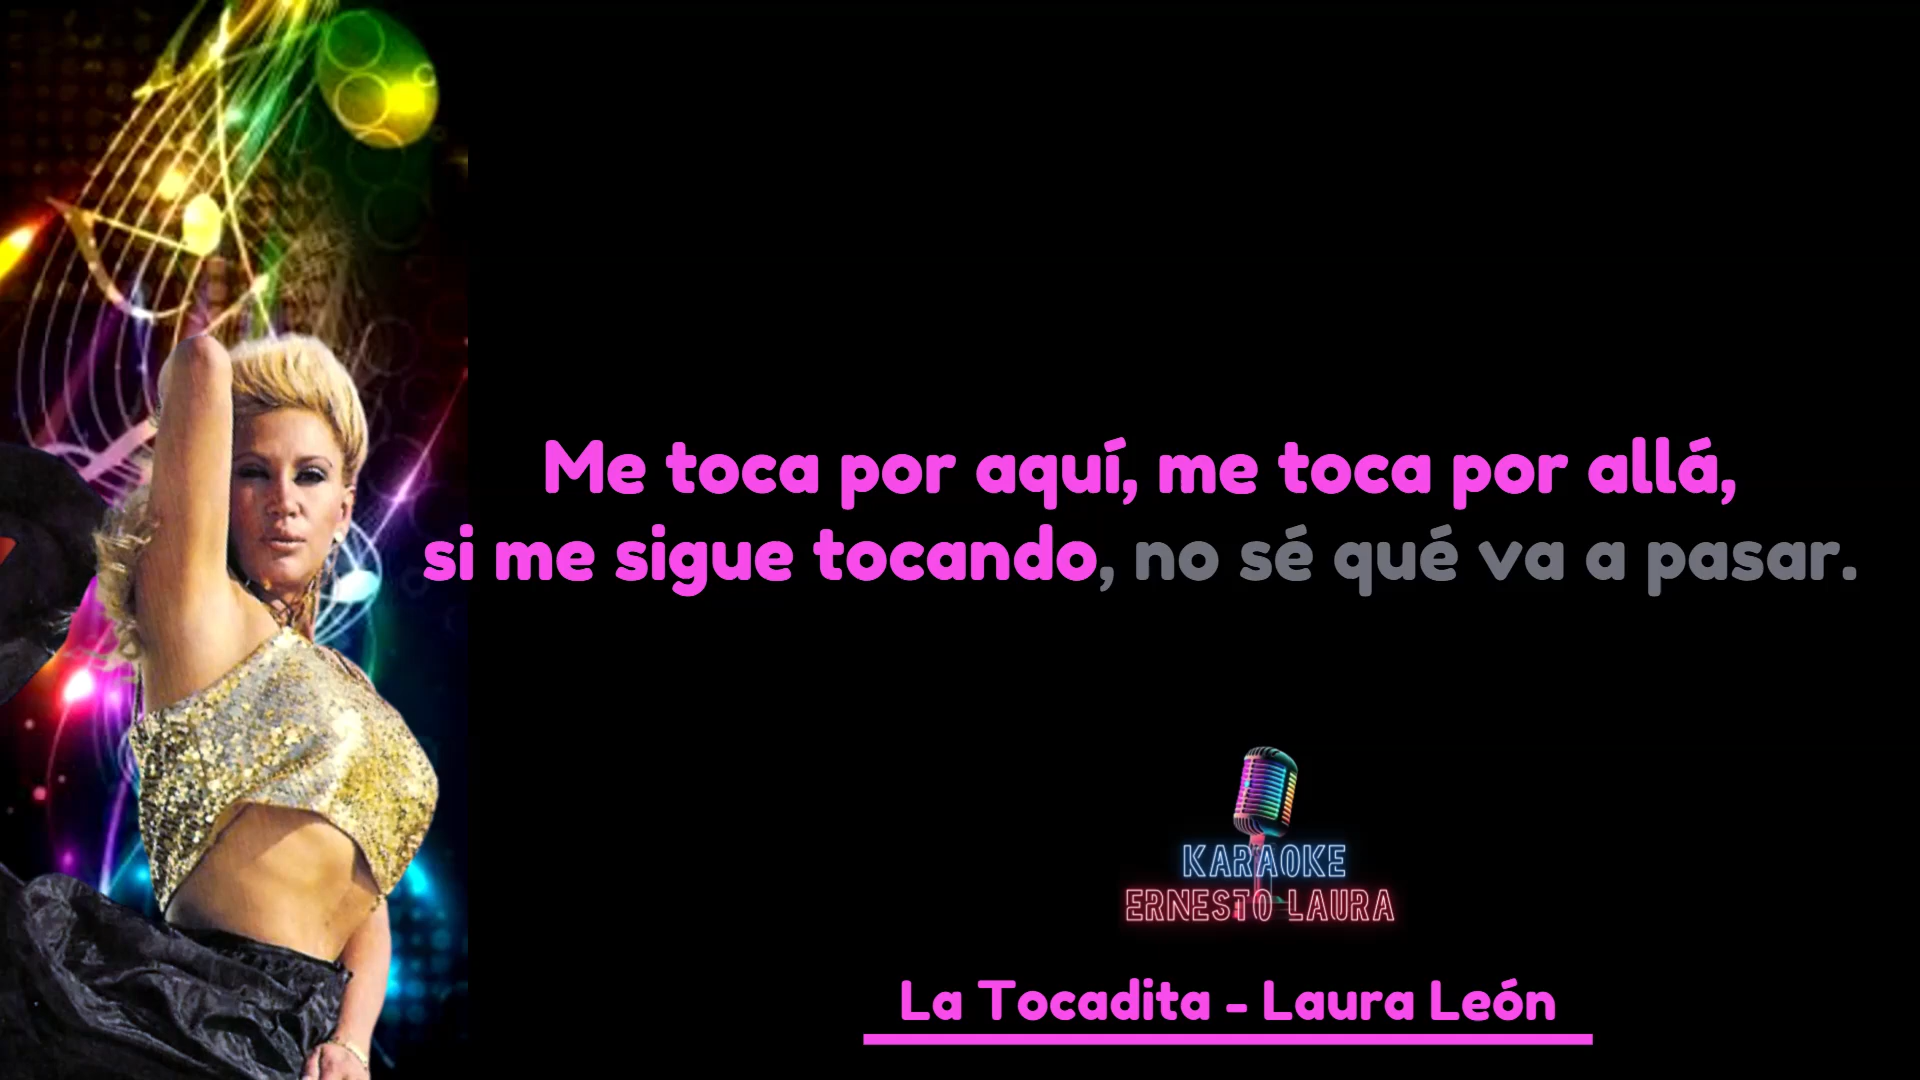 Me toca por aquí, me toca por allá,
si me sigue tocando, no sé qué va a pasar.
KARAOKE
ERNESTO LAURA
La Tocadita - Laura León